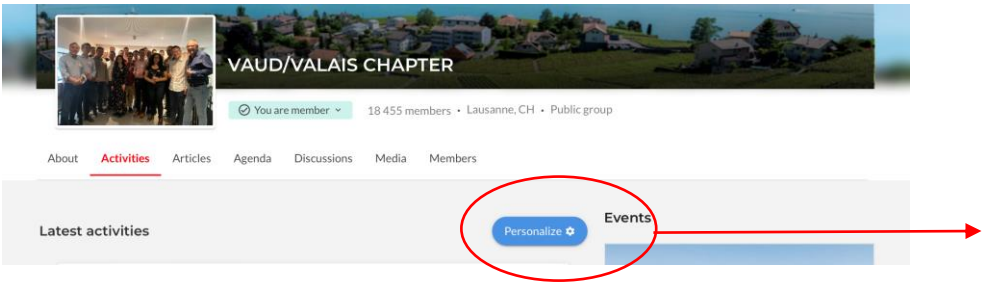 VAUD/VALAIS CHAPTER
You are member
18 455 members • Lausanne, CH • Public group
About Activities Articles Agenda Discussions Media Members
Latest activities
Personalize
Events